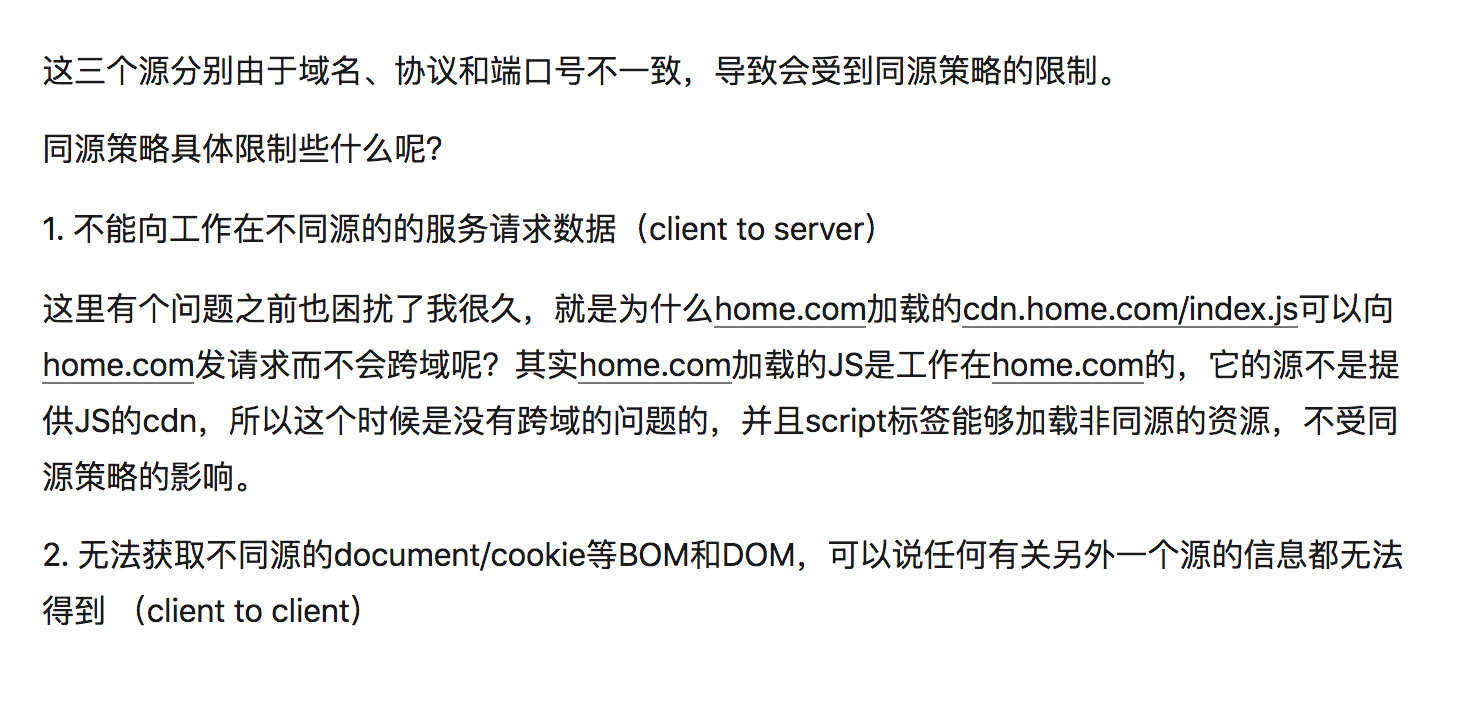 这三个源分别由于域名、协议和端口号不一致，导致会受到同源策略的限制。
同源策略具体限制些什么呢？
1. 不能向工作在不同源的的服务请求数据（client to server）
这里有个问题之前也困扰了我很久，就是为什么home.com加载的cdn.home.com/index.js可以向
home.com发请求而不会跨域呢？其实home.com加载的JS是工作在home.com的，它的源不是提
供JS的cdn，所以这个时候是没有跨域的问题的，并且script标签能够加载非同源的资源，不受同
源策略的影响。
2. 无法获取不同源的document/cookie等BOM和DOM，可以说任何有关另外一个源的信息都无法
得到 （client to client）